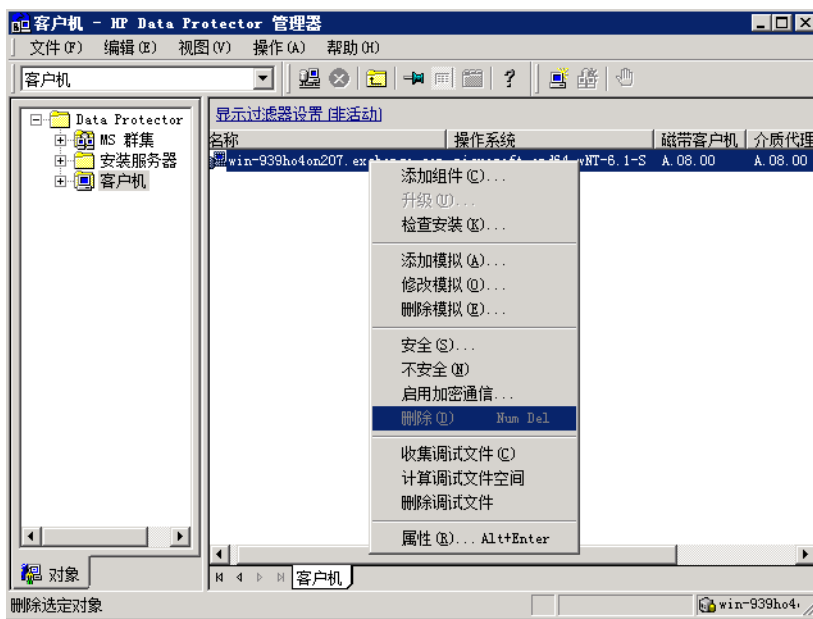 客户机 - HP Data Protector 管理器
文件(F) 编辑(E) 视图(V) 操作(A) 帮助(H)
客户机
Data Protector
MS 群集
安装服务器
客户机
显示过滤器设置 [非活动]
名称 操作系统 磁带客户机 介质代理
win-939ho4on207. -S A.08.00 A.08.00
添加组件(C)...
升级(U)...
检查安装(K)...
添加模拟(A)...
修改模拟(O)...
删除模拟(E)...
安全(S)...
不安全(N)
启用加密通信...
删除(D) Num Del
收集调试文件(C)
计算调试文件空间
删除调试文件
属性(R)... Alt+Enter
对象
客户机
删除选定对象
win-939ho4